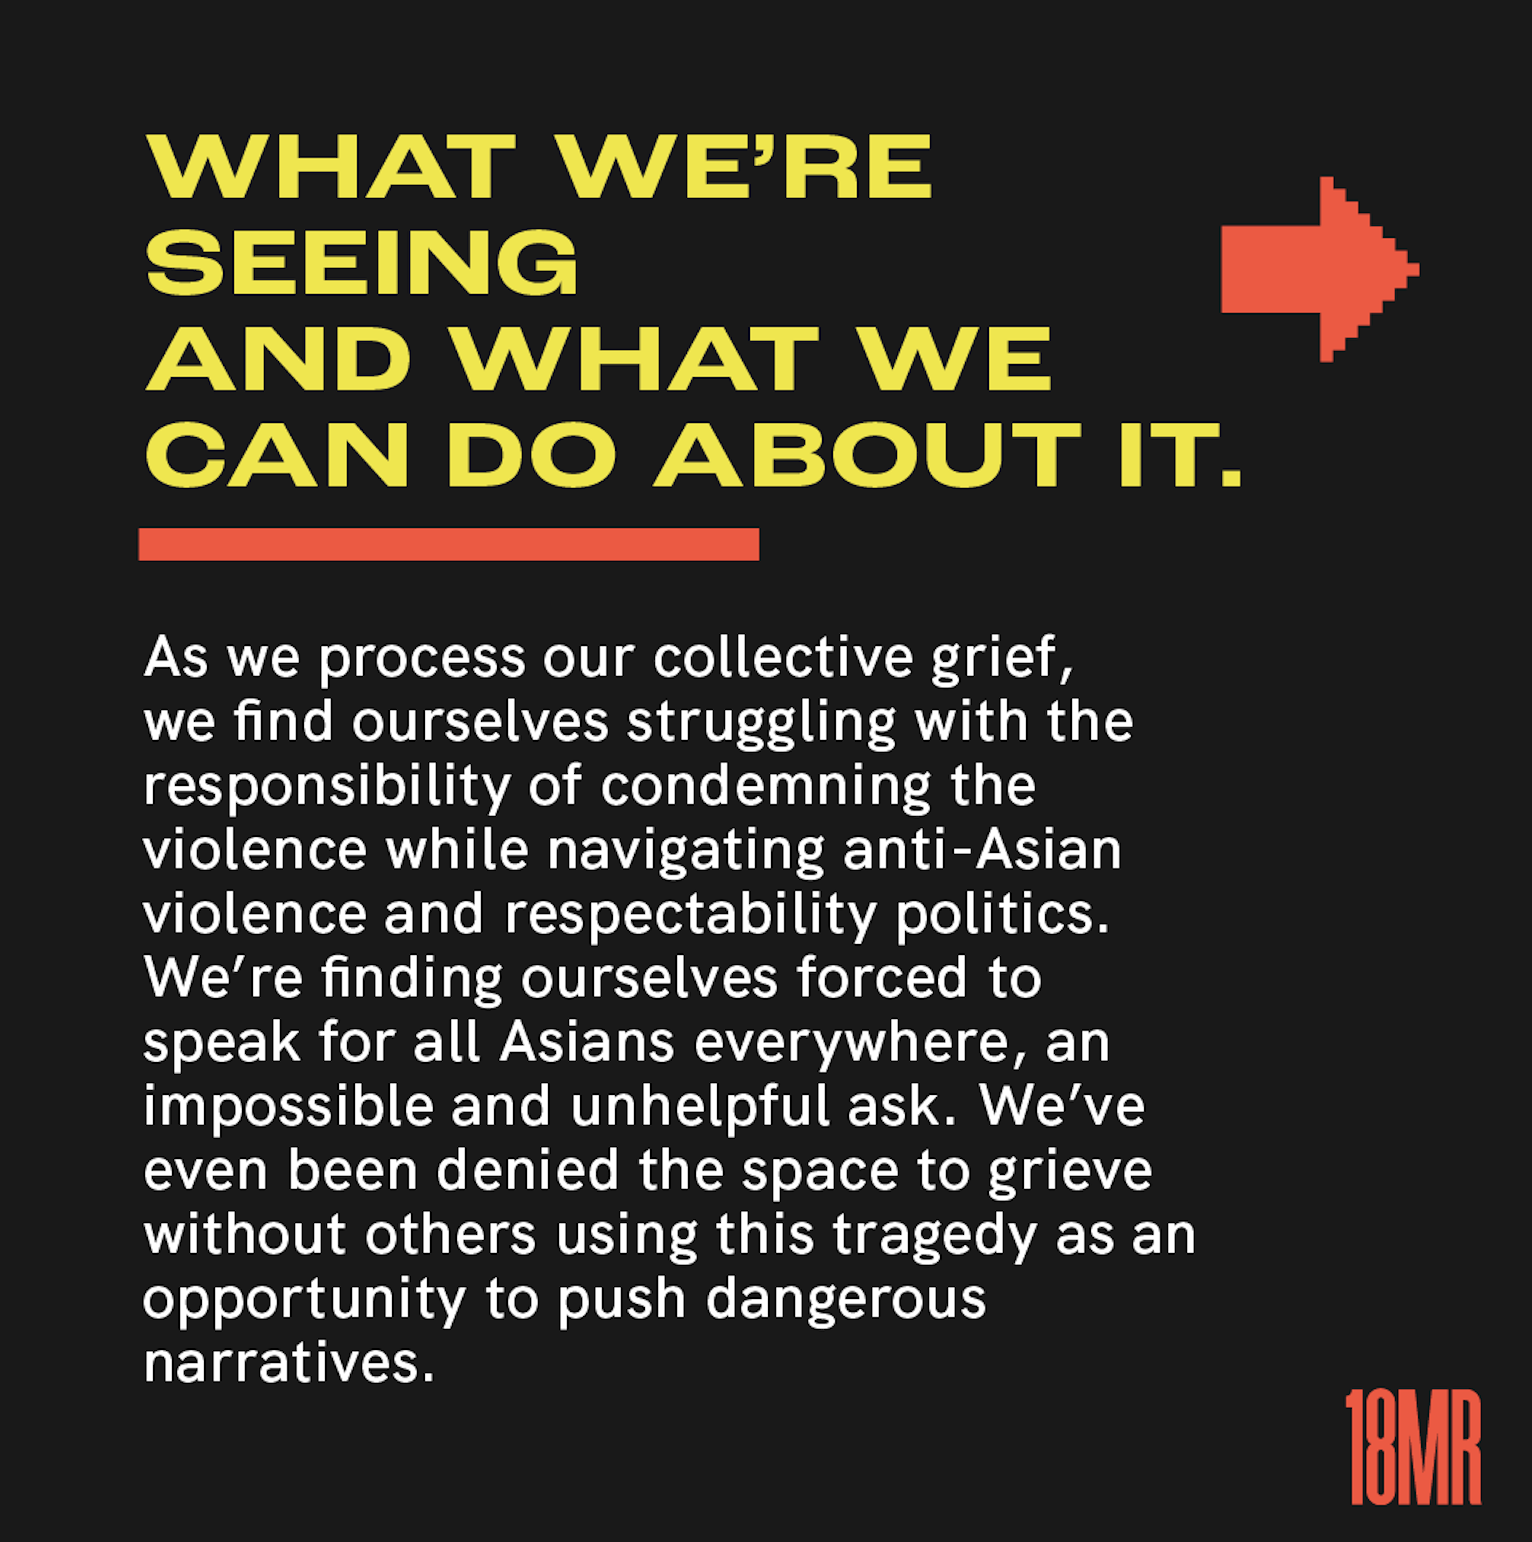 WHAT WE’RE
SEEING
AND WHAT WE
CAN DO ABOUT IT.
As we process our collective grief,
we find ourselves struggling with the
responsibility of condemning the
violence while navigating anti-Asian
violence and respectability politics.
We’re finding ourselves forced to
speak for all Asians everywhere, an
impossible and unhelpful ask. We’ve
even been denied the space to grieve
without others using this tragedy as an
opportunity to push dangerous
narratives.
18MR